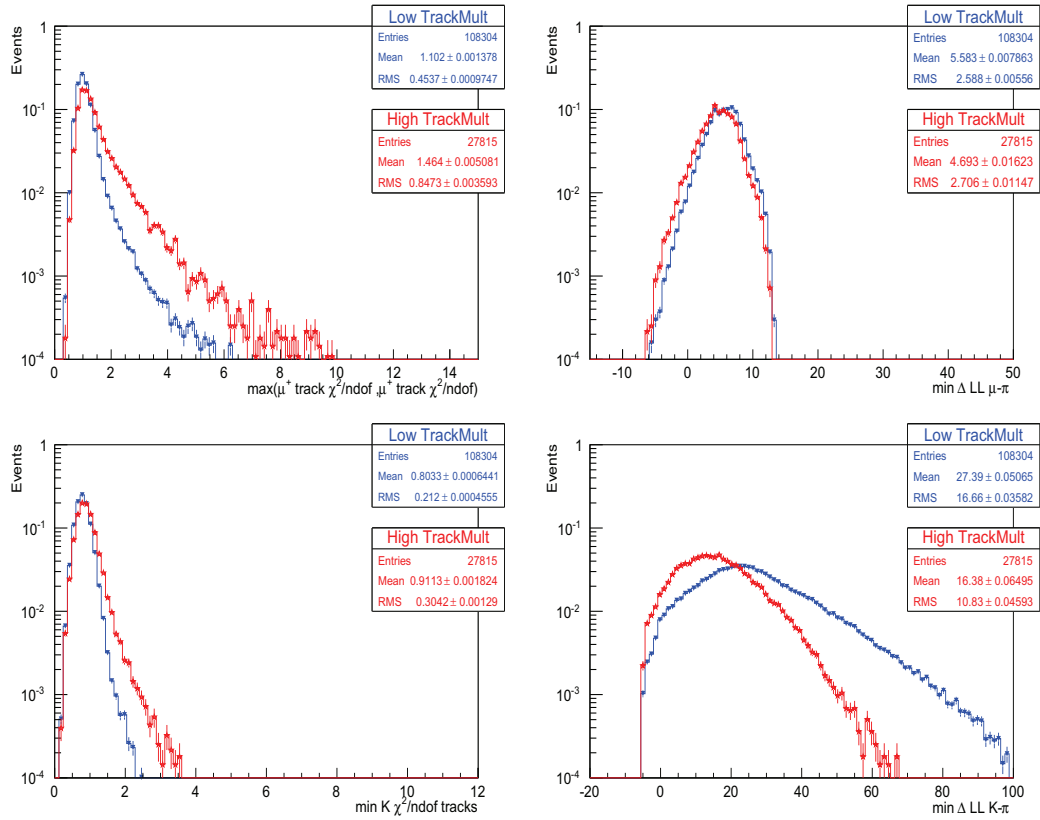 Low TrackMult
Entries 108304
Mean 1.102 ± 0.001378
RMS 0.4537 ± 0.0009747
High TrackMult
Entries 27815
Mean 1.464 ± 0.005081
RMS 0.8473 ± 0.003593
Events
1
10⁻¹
10⁻²
10⁻³
10⁻⁴
0 2 4 6 8 10 12 14
max(μ⁺ track χ²/ndof ,μ⁺ track χ²/ndof)
Low TrackMult
Entries 108304
Mean 5.583 ± 0.007863
RMS 2.588 ± 0.00556
High TrackMult
Entries 27815
Mean 4.693 ± 0.01623
RMS 2.706 ± 0.01147
Events
1
10⁻¹
10⁻²
10⁻³
10⁻⁴
-10 0 10 20 30 40 50
min Δ LL μ-π
Low TrackMult
Entries 108304
Mean 0.8033 ± 0.0006441
RMS 0.212 ± 0.0004555
High TrackMult
Entries 27815
Mean 0.9113 ± 0.001824
RMS 0.3042 ± 0.00129
Events
1
10⁻¹
10⁻²
10⁻³
10⁻⁴
0 2 4 6 8 10 12
min K χ²/ndof tracks
Low TrackMult
Entries 108304
Mean 27.39 ± 0.05065
RMS 16.66 ± 0.03582
High TrackMult
Entries 27815
Mean 16.38 ± 0.06495
RMS 10.83 ± 0.04593
Events
1
10⁻¹
10⁻²
10⁻³
10⁻⁴
-20 0 20 40 60 80 100
min Δ LL K-π